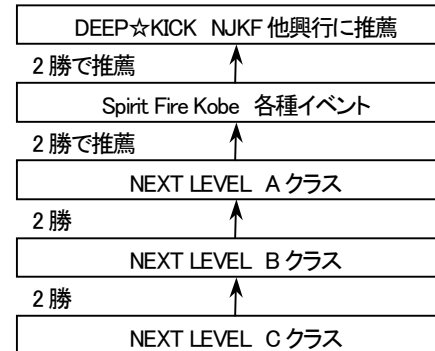 DEEP☆KICK NJKF 他興行に推薦
2勝で推薦
Spirit Fire Kobe 各種イベント
2勝で推薦
NEXT LEVEL Aクラス
2勝
NEXT LEVEL Bクラス
2勝
NEXT LEVEL Cクラス